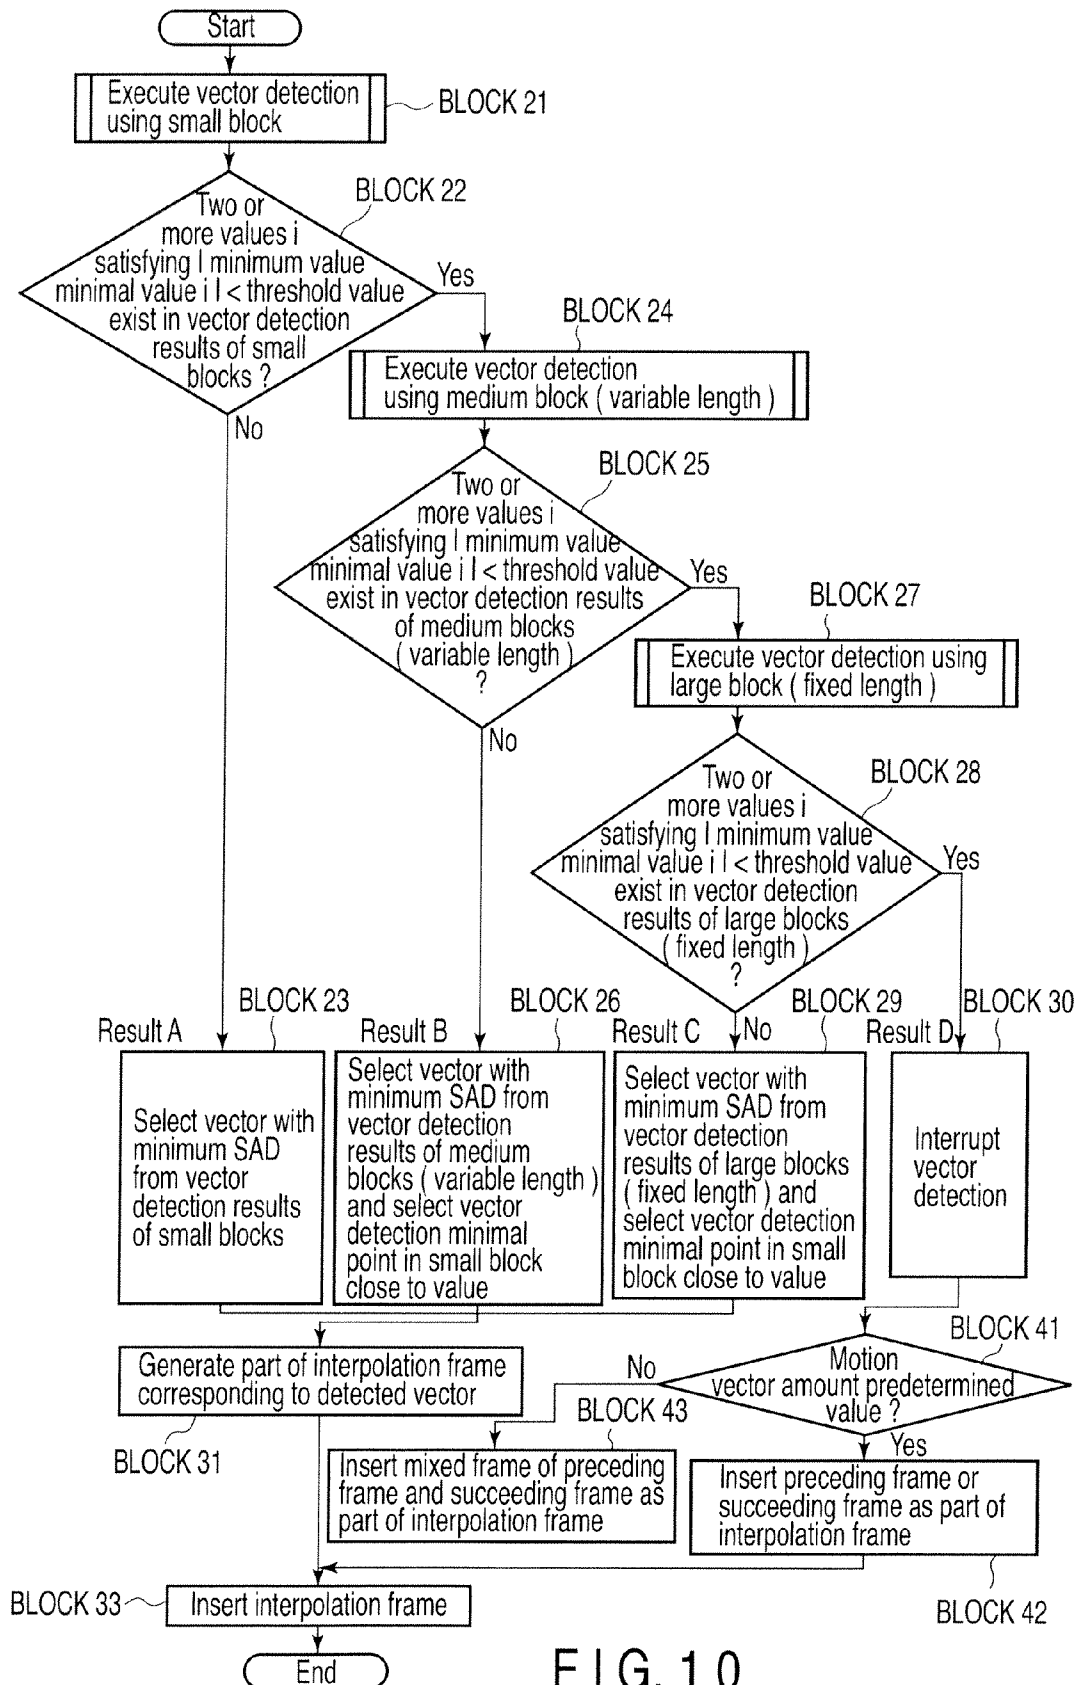 Start
Execute vector detection
using small block
BLOCK 21
BLOCK 22
Two or
more values i
satisfying | minimum value
minimal value i | < threshold value
exist in vector detection
results of small
blocks ?
Yes
No
BLOCK 24
Execute vector detection
using medium block ( variable length )
BLOCK 25
Two or
more values i
satisfying | minimum value
minimal value i | < threshold value
exist in vector detection results
of medium blocks
( variable length )
?
Yes
No
BLOCK 27
Execute vector detection using
large block ( fixed length )
BLOCK 28
Two or
more values i
satisfying | minimum value
minimal value i | < threshold value
exist in vector detection
results of large blocks
( fixed length )
?
Yes
No
Result A
BLOCK 23
Select vector with
minimum SAD
from vector
detection results
of small blocks
Result B
BLOCK 26
Select vector with
minimum SAD from
vector detection
results of medium
blocks ( variable length )
and select vector
detection minimal
point in small block
close to value
Result C
BLOCK 29
Select vector with
minimum SAD from
vector detection
results of large blocks
( fixed length ) and
select vector detection
minimal point in small
block close to value
Result D
BLOCK 30
Interrupt
vector
detection
BLOCK 41
Motion
vector amount predetermined
value ?
No
Yes
Generate part of interpolation frame
corresponding to detected vector
BLOCK 31
BLOCK 43
Insert mixed frame of preceding
frame and succeeding frame as
part of interpolation frame
Insert preceding frame or
succeeding frame as part of
interpolation frame
BLOCK 42
BLOCK 33
Insert interpolation frame
End
FIG. 10